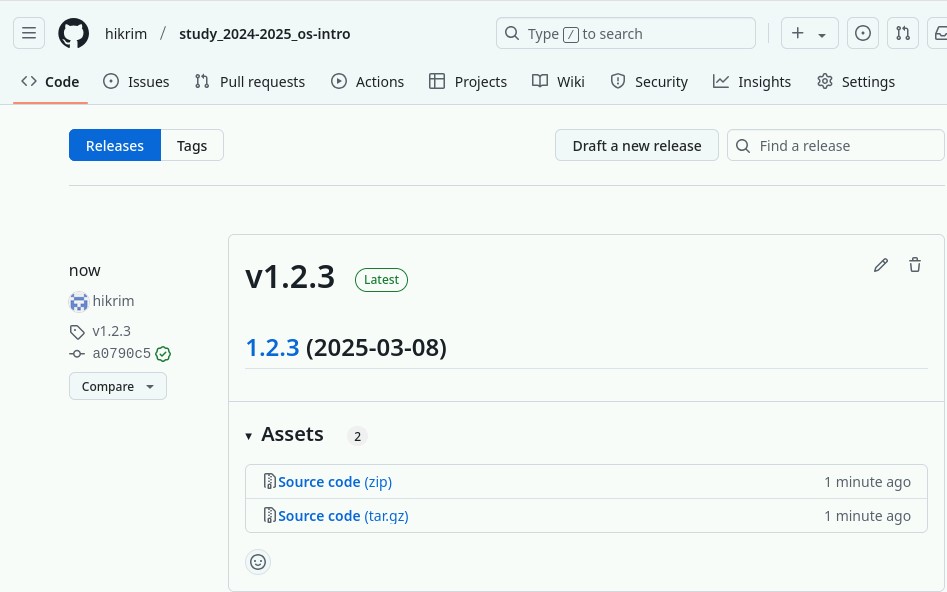 hikrim / study_2024-2025_os-intro
Type / to search
Code Issues Pull requests Actions Projects Wiki Security Insights Settings
Releases Tags
Draft a new release
Find a release
now
hikrim
v1.2.3
a0790c5
Compare
v1.2.3 Latest
1.2.3 (2025-03-08)
Assets 2
Source code (zip) 1 minute ago
Source code (tar.gz) 1 minute ago